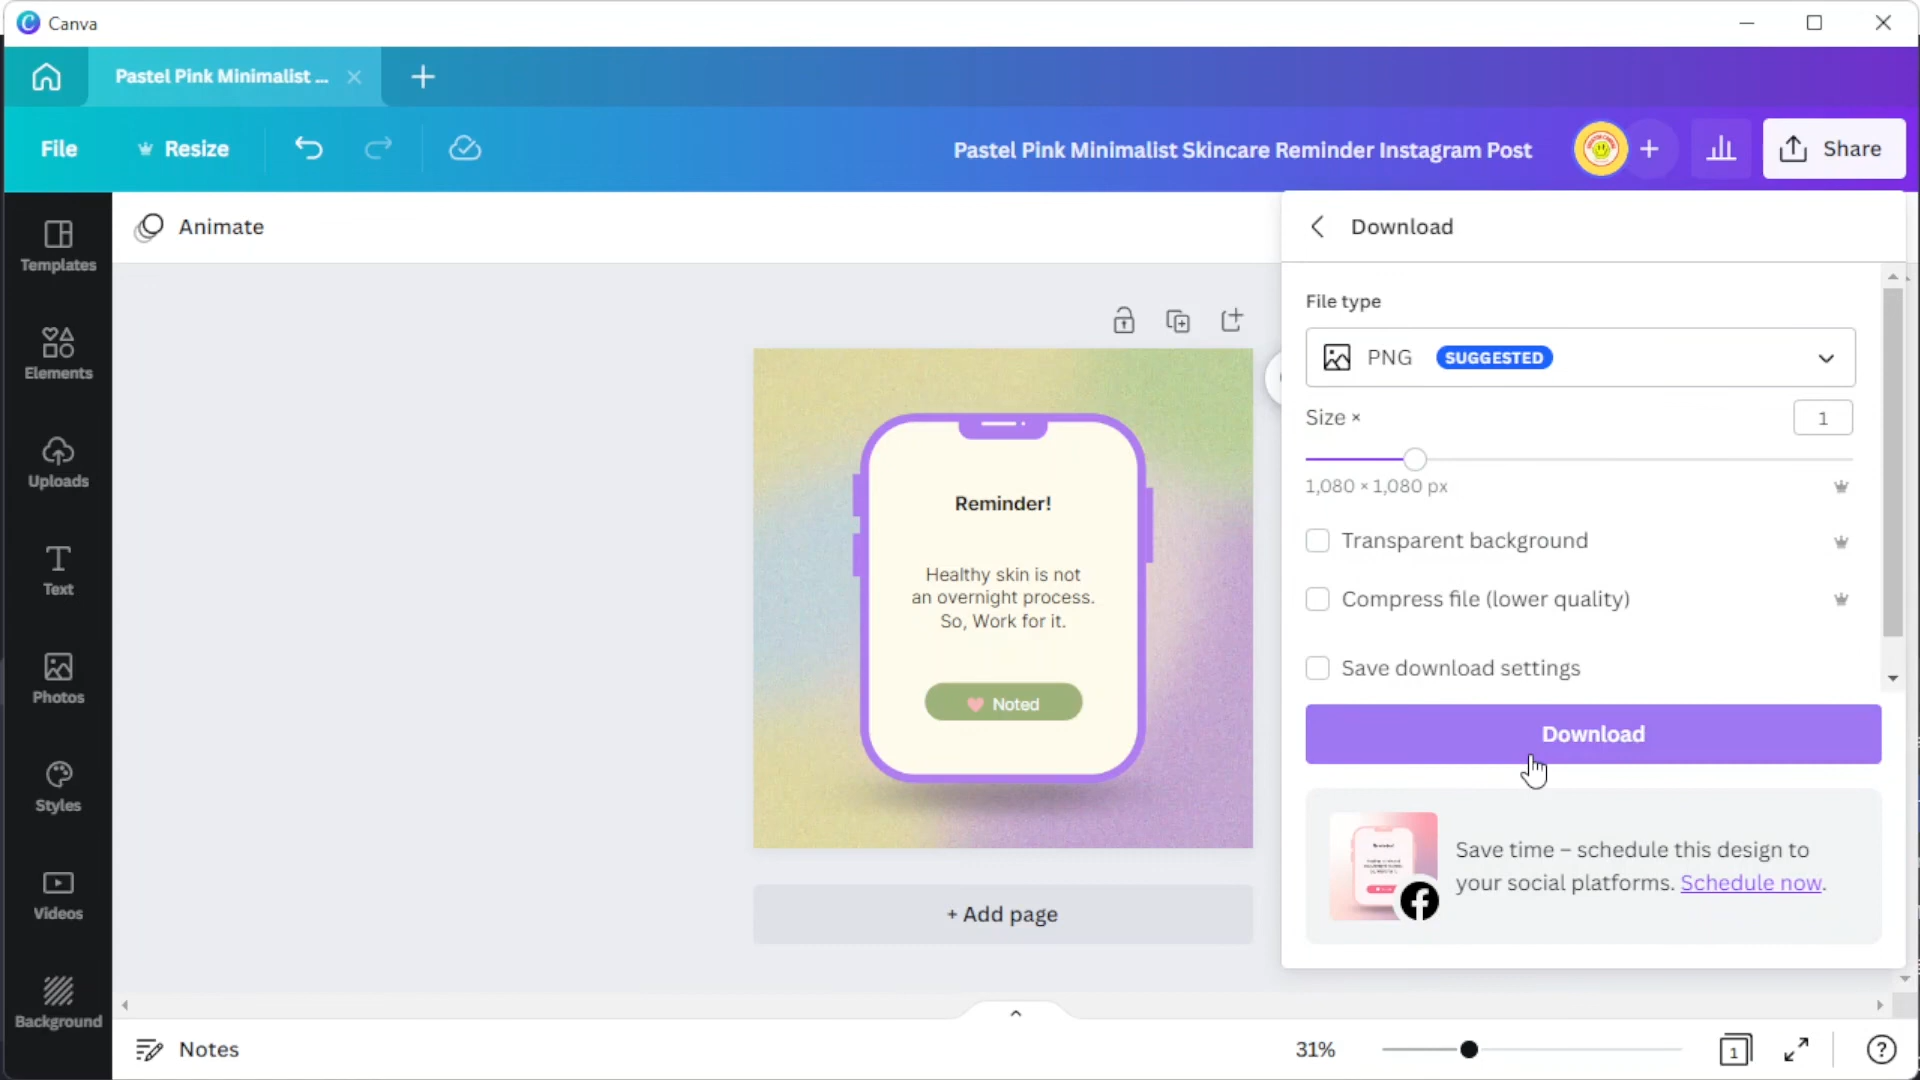 Canva
Pastel Pink Minimalist ...
File
Resize
Pastel Pink Minimalist Skincare Reminder Instagram Post
Share
Templates
Elements
Uploads
Text
Photos
Styles
Videos
Background
Animate
Reminder!
Healthy skin is not
an overnight process.
So, Work for it.
Noted
+ Add page
Download
File type
PNG SUGGESTED
Size × 1
1,080 × 1,080 px
Transparent background
Compress file (lower quality)
Save download settings
Download
Save time – schedule this design to
your social platforms. Schedule now.
Notes
31%
1
?